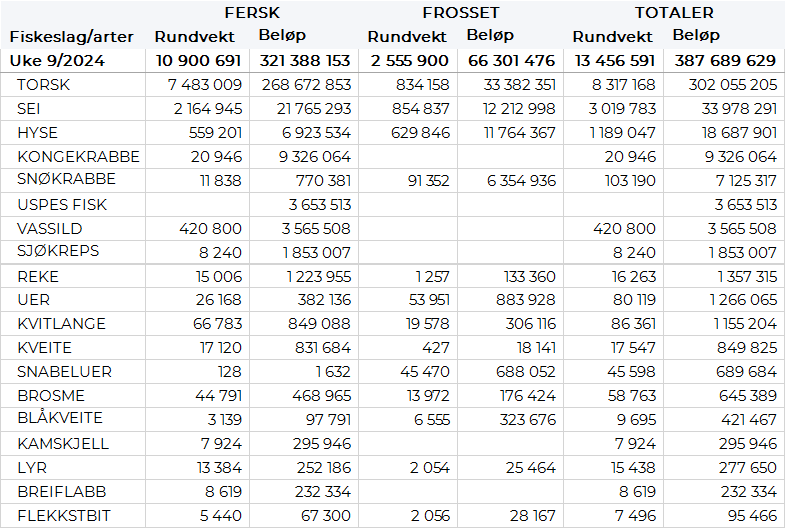 FERSK FROSSET TOTALER
Fiskeslag/arter Rundvekt Beløp Rundvekt Beløp Rundvekt Beløp
Uke 9/2024 10 900 691 321 388 153 2 555 900 66 301 476 13 456 591 387 689 629
TORSK 7 483 009 268 672 853 834 158 33 382 351 8 317 168 302 055 205
SEI 2 164 945 21 765 293 854 837 12 212 998 3 019 783 33 978 291
HYSE 559 201 6 923 534 629 846 11 764 367 1 189 047 18 687 901
KONGEKRABBE 20 946 9 326 064 20 946 9 326 064
SNØKRABBE 11 838 770 381 91 352 6 354 936 103 190 7 125 317
USPES FISK 3 653 513 3 653 513
VASSILD 420 800 3 565 508 420 800 3 565 508
SJØKREPS 8 240 1 853 007 8 240 1 853 007
REKE 15 006 1 223 955 1 257 133 360 16 263 1 357 315
UER 26 168 382 136 53 951 883 928 80 119 1 266 065
KVITLANGE 66 783 849 088 19 578 306 116 86 361 1 155 204
KVEITE 17 120 831 684 427 18 141 17 547 849 825
SNABELUER 128 1 632 45 470 688 052 45 598 689 684
BROSME 44 791 468 965 13 972 176 424 58 763 645 389
BLÅKVEITE 3 139 97 791 6 555 323 676 9 695 421 467
KAMSKJELL 7 924 295 946 7 924 295 946
LYR 13 384 252 186 2 054 25 464 15 438 277 650
BREIFLABB 8 619 232 334 8 619 232 334
FLEKKSTBIT 5 440 67 300 2 056 28 167 7 496 95 466